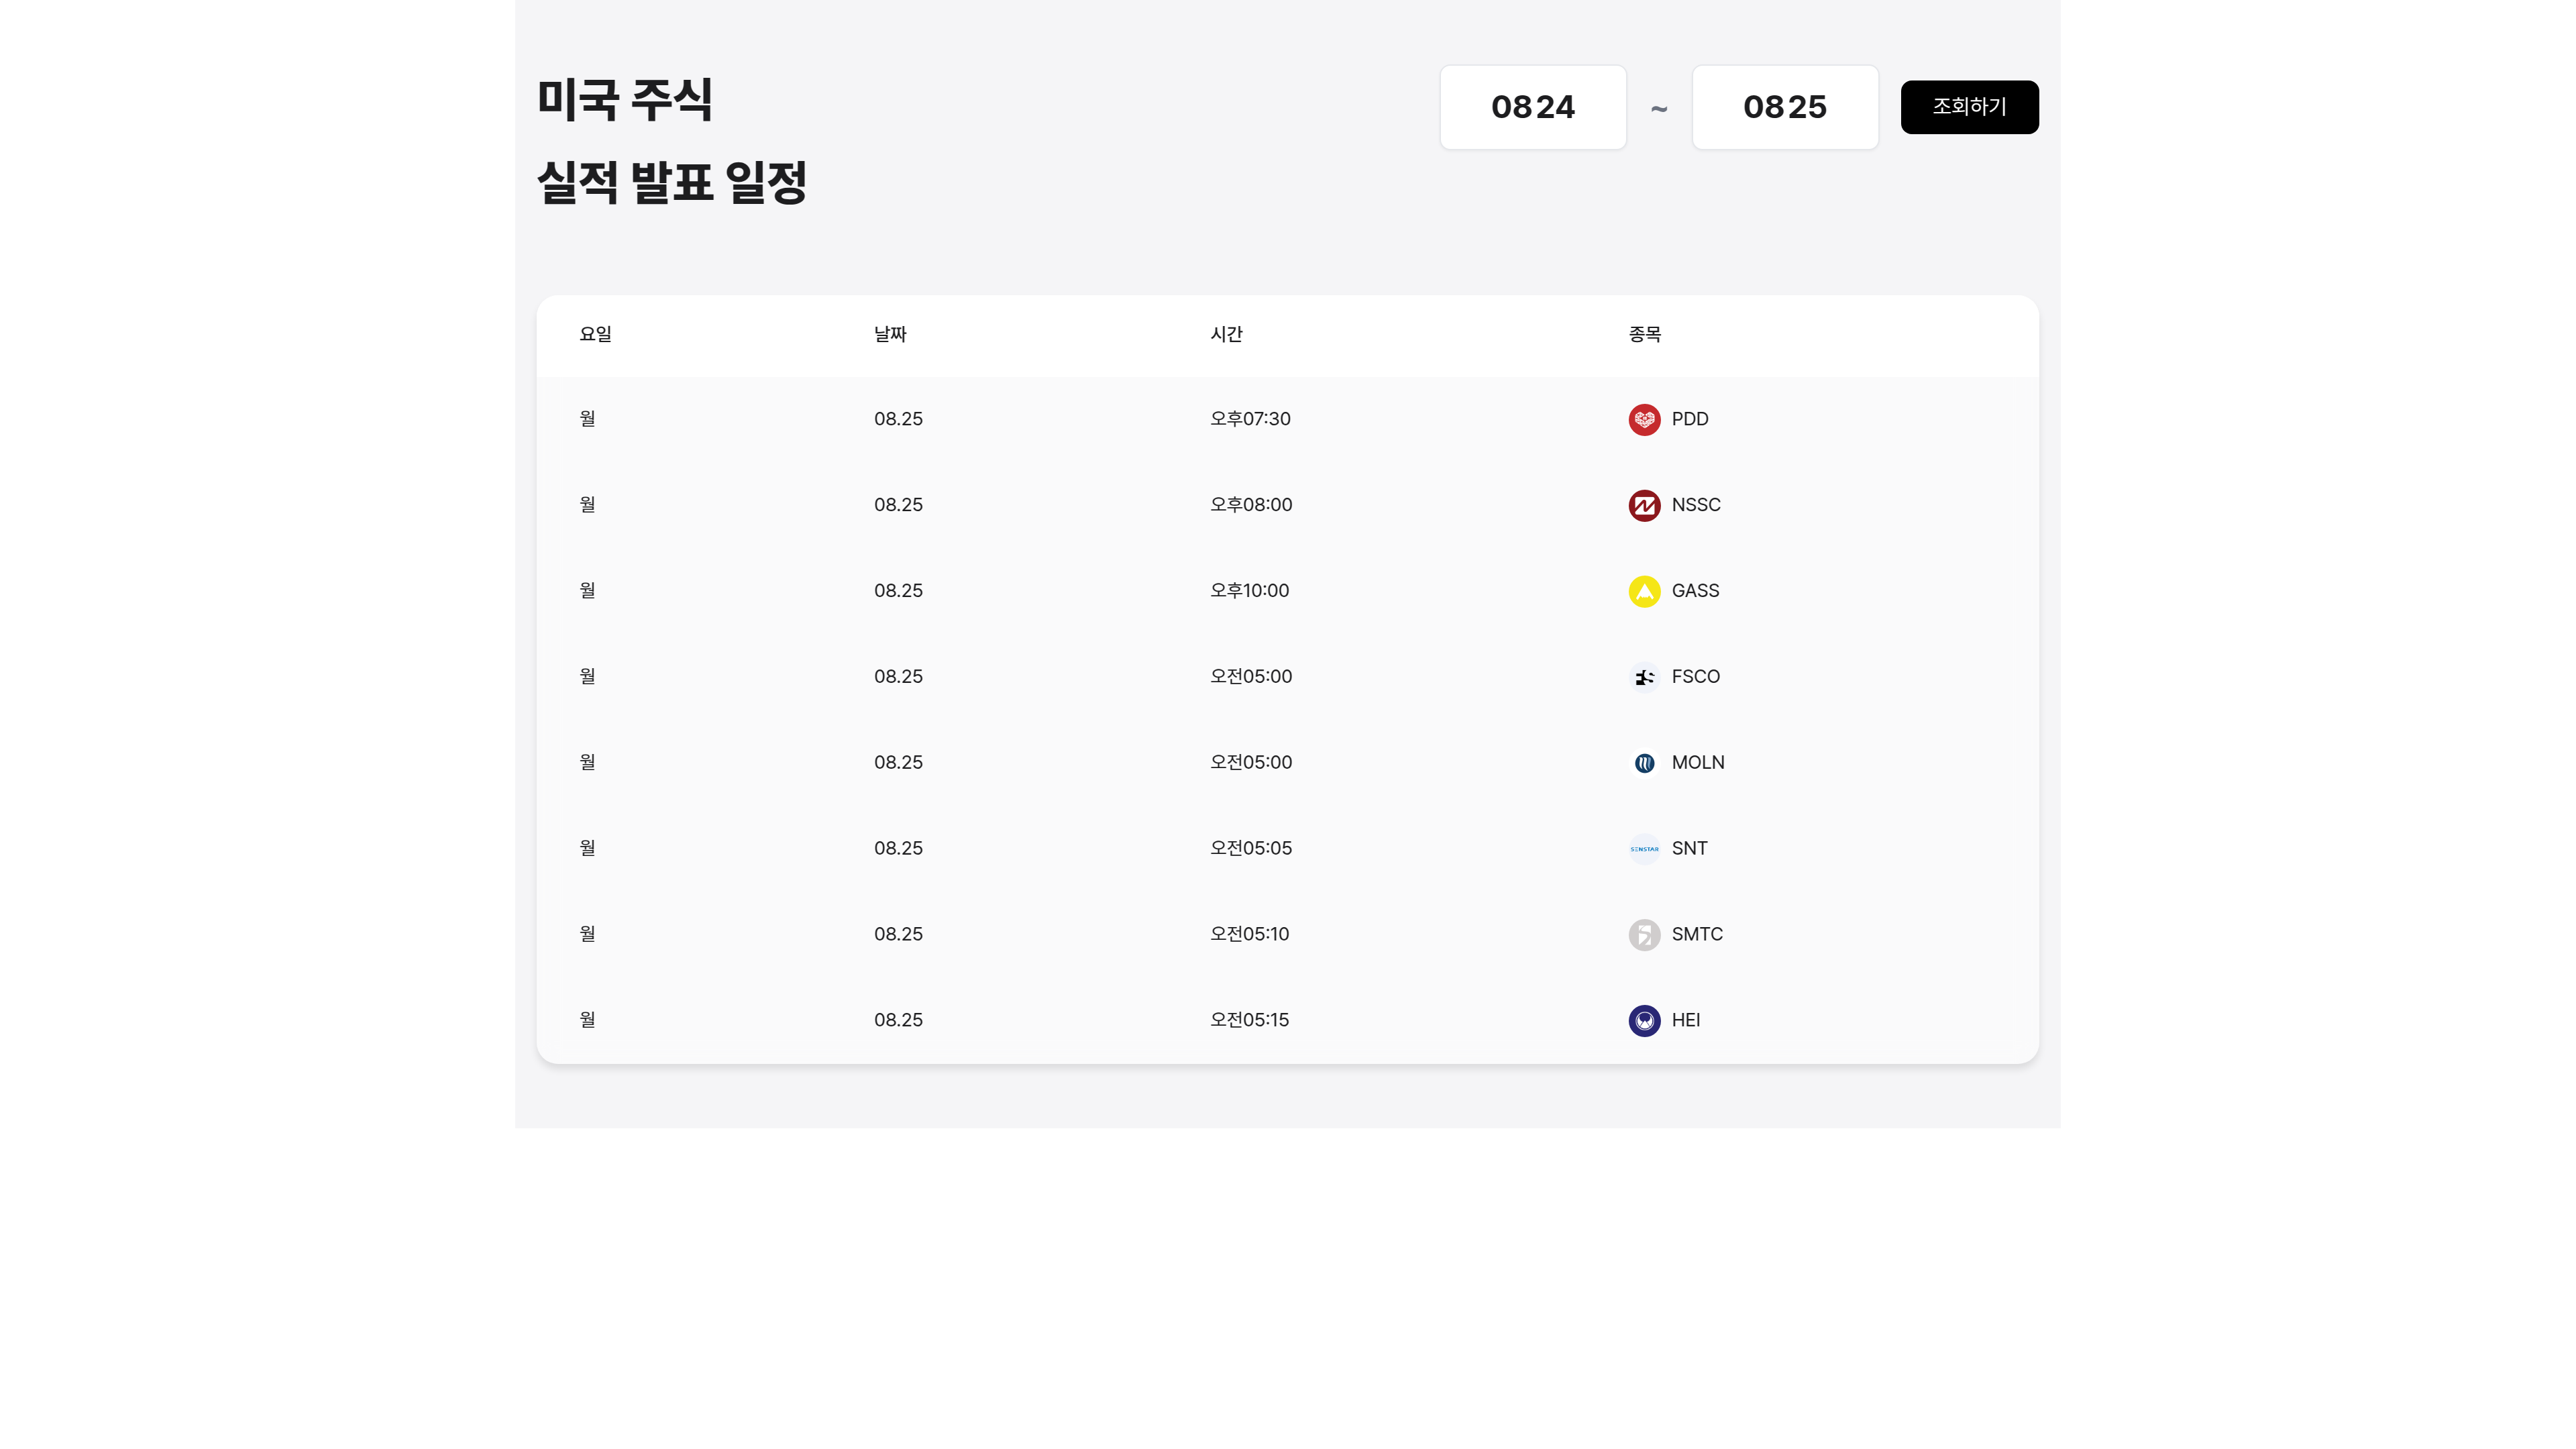 미국 주식
실적 발표 일정
0824 ~ 0825 조회하기
요일 날짜 시간 종목
월 08.25 오후07:30 PDD
월 08.25 오후08:00 NSSC
월 08.25 오후10:00 GASS
월 08.25 오전05:00 FSCO
월 08.25 오전05:00 MOLN
월 08.25 오전05:05 SENSTAR SNT
월 08.25 오전05:10 SMTC
월 08.25 오전05:15 HEI